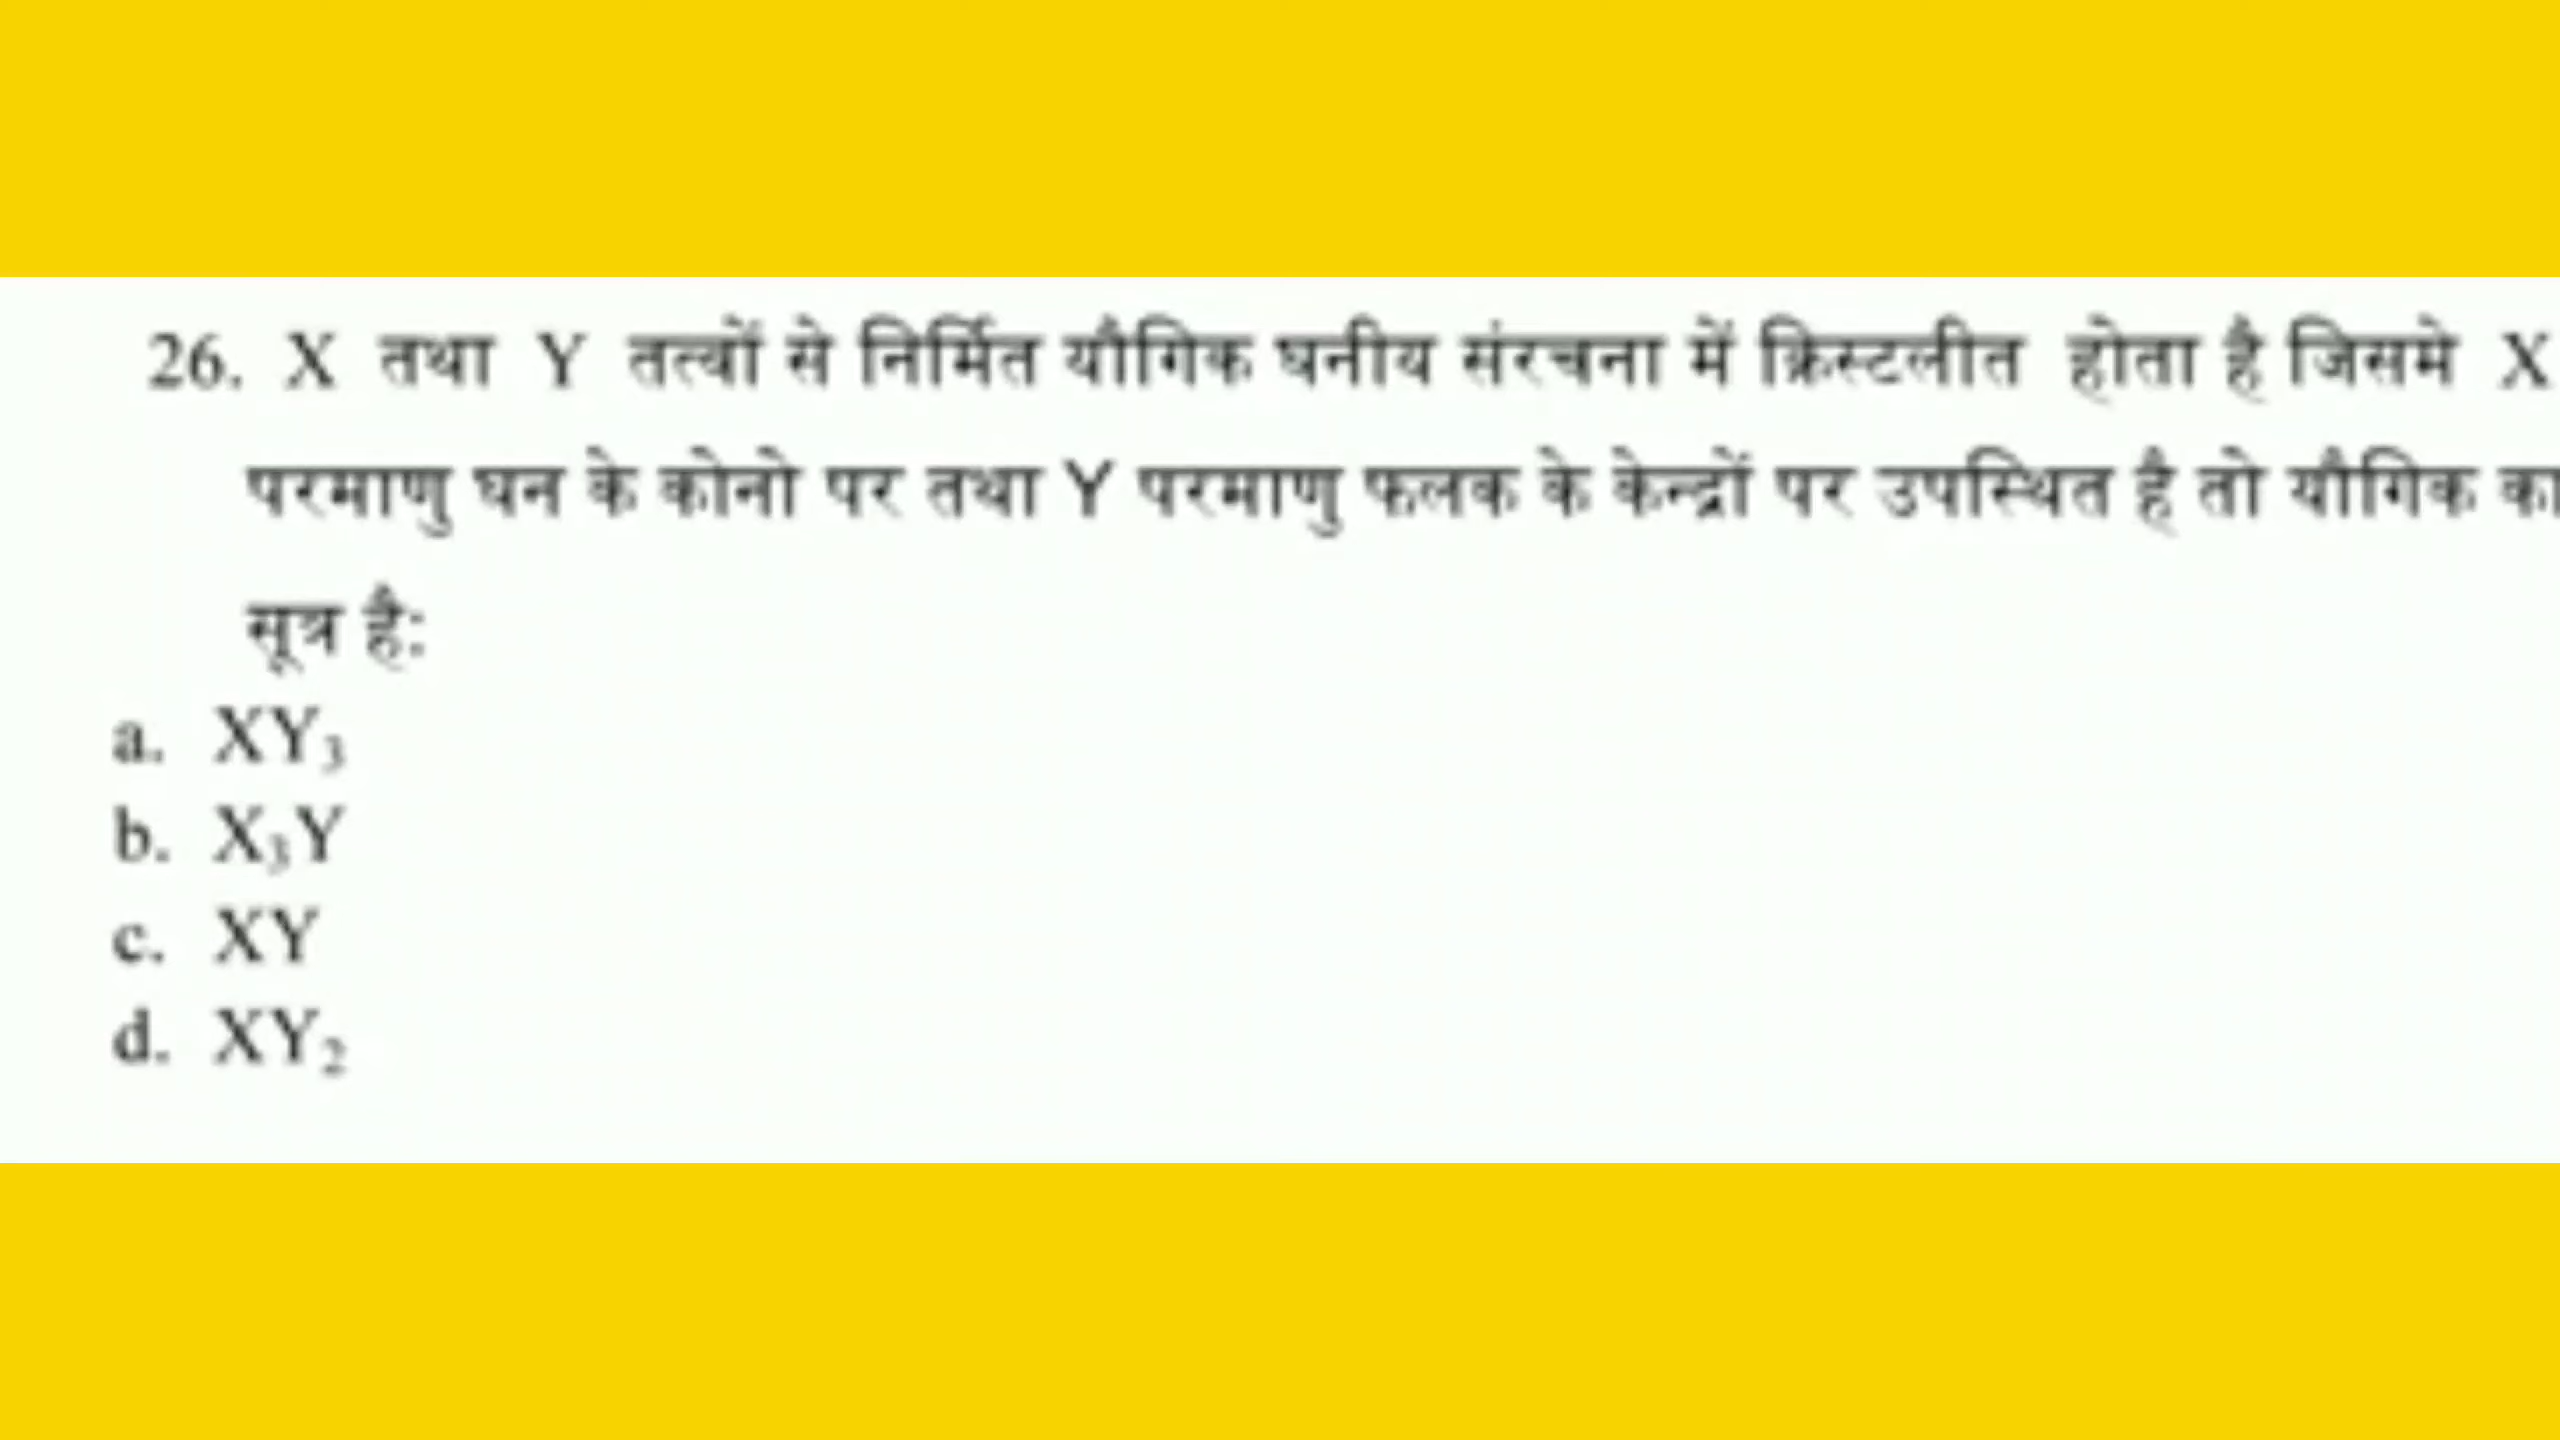 26. X तथा Y तत्वों से निर्मित यौगिक घनीय संरचना में क्रिस्टलीत होता है जिसमे X
परमाणु घन के कोनो पर तथा Y परमाणु फलक के केन्द्रों पर उपस्थित है तो यौगिक का
सूत्र है:
a. XY₃
b. X₃Y
c. XY
d. XY₂